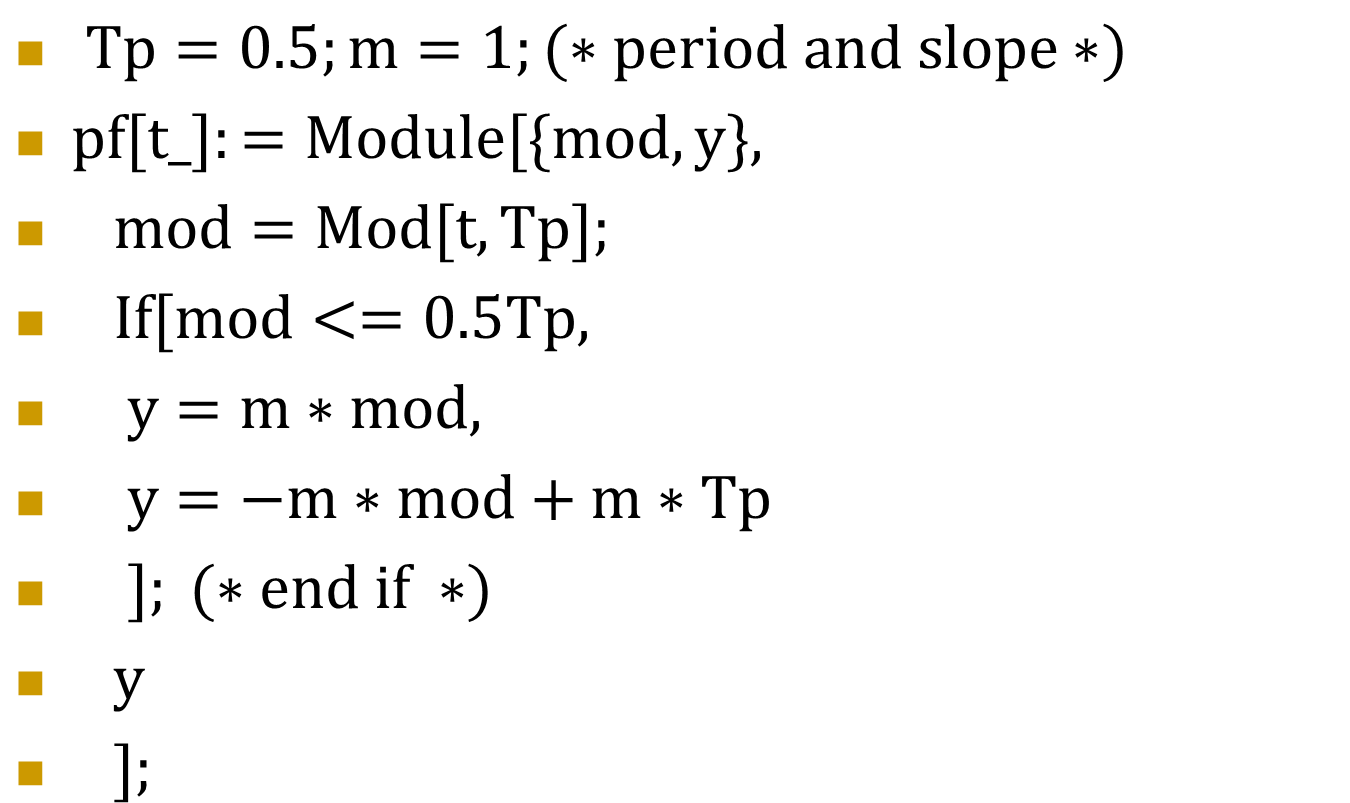 Tp = 0.5; m = 1; (∗ period and slope ∗)
pf[t_]: = Module[{mod, y},
mod = Mod[t, Tp];
If[mod <= 0.5Tp,
y = m ∗ mod,
y = −m ∗ mod + m ∗ Tp
]; (∗ end if ∗)
y
];